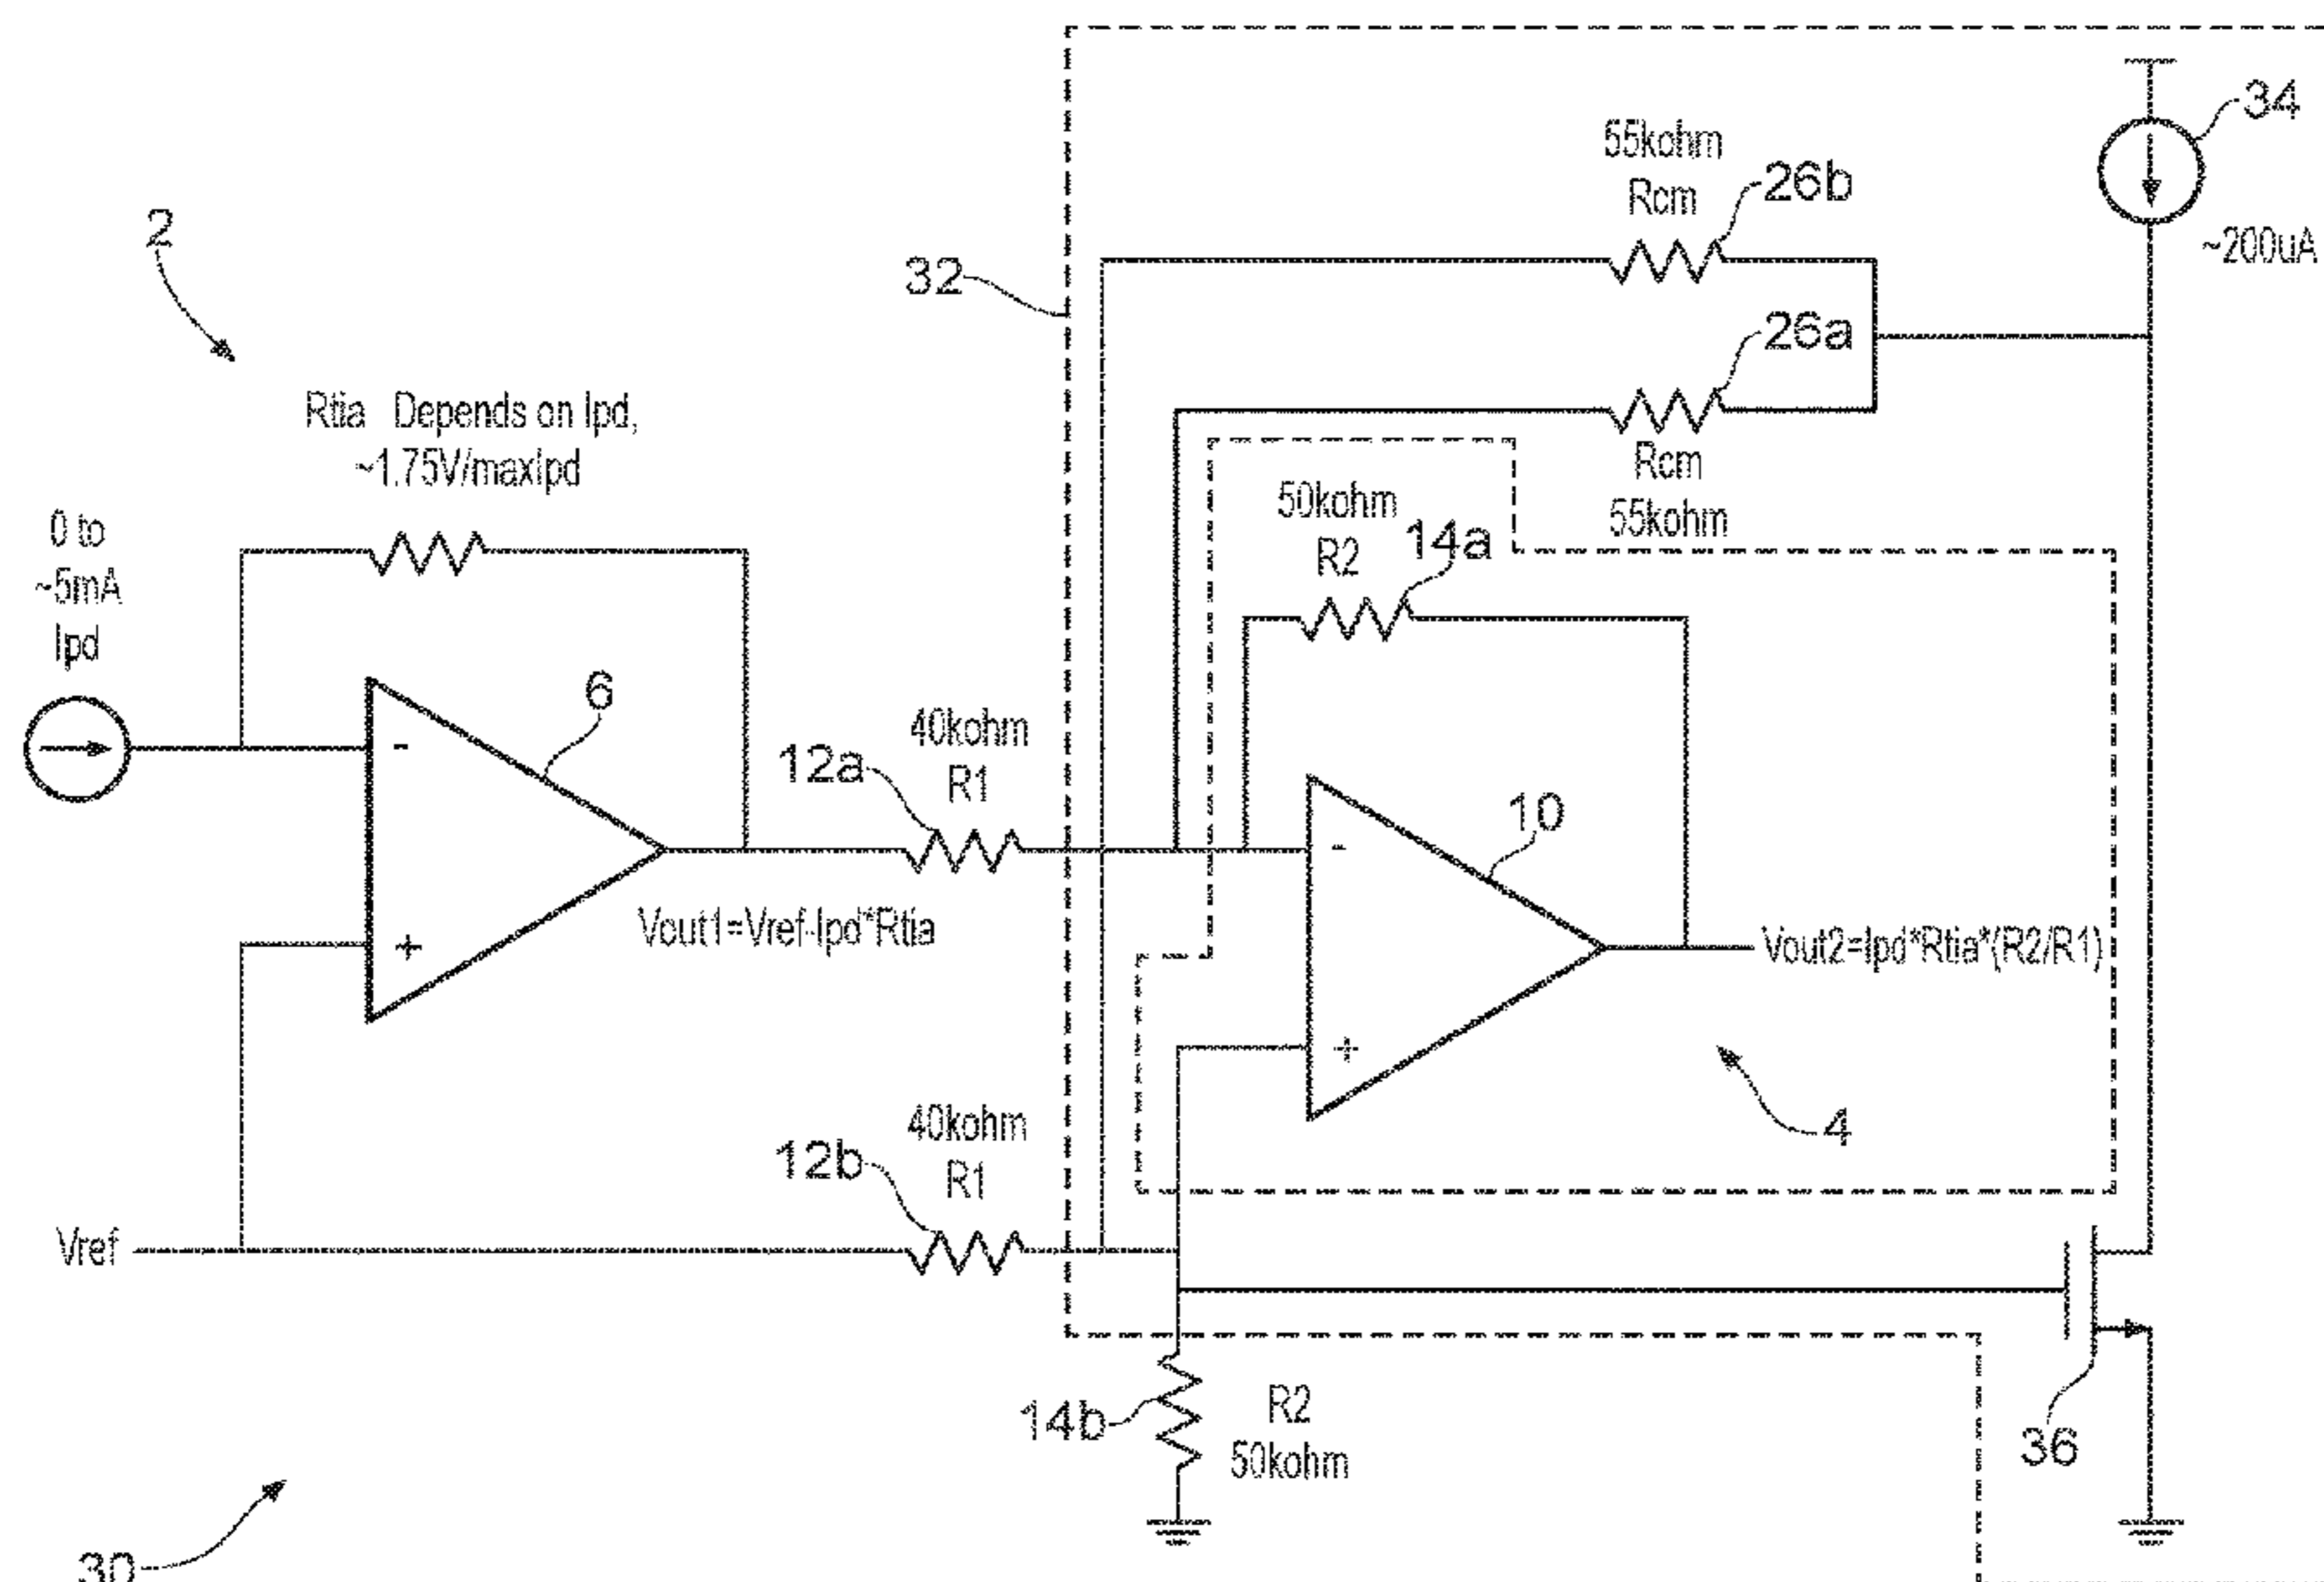 34
55kohm
Rcm
26b
~200uA
2
32
26a
Rtia Depends on Ipd,
~1.75V/maxIpd
Rcm
55kohm
50kohm
R2
14a
0 to
~5mA
Ipd
6
40kohm
R1
12a
-
-
10
+
Vout1=Vref-Ipd*Rtia
Vout2=Ipd*Rtia*(R2/R1)
+
4
40kohm
R1
12b
Vref
14b
R2
50kohm
36
30